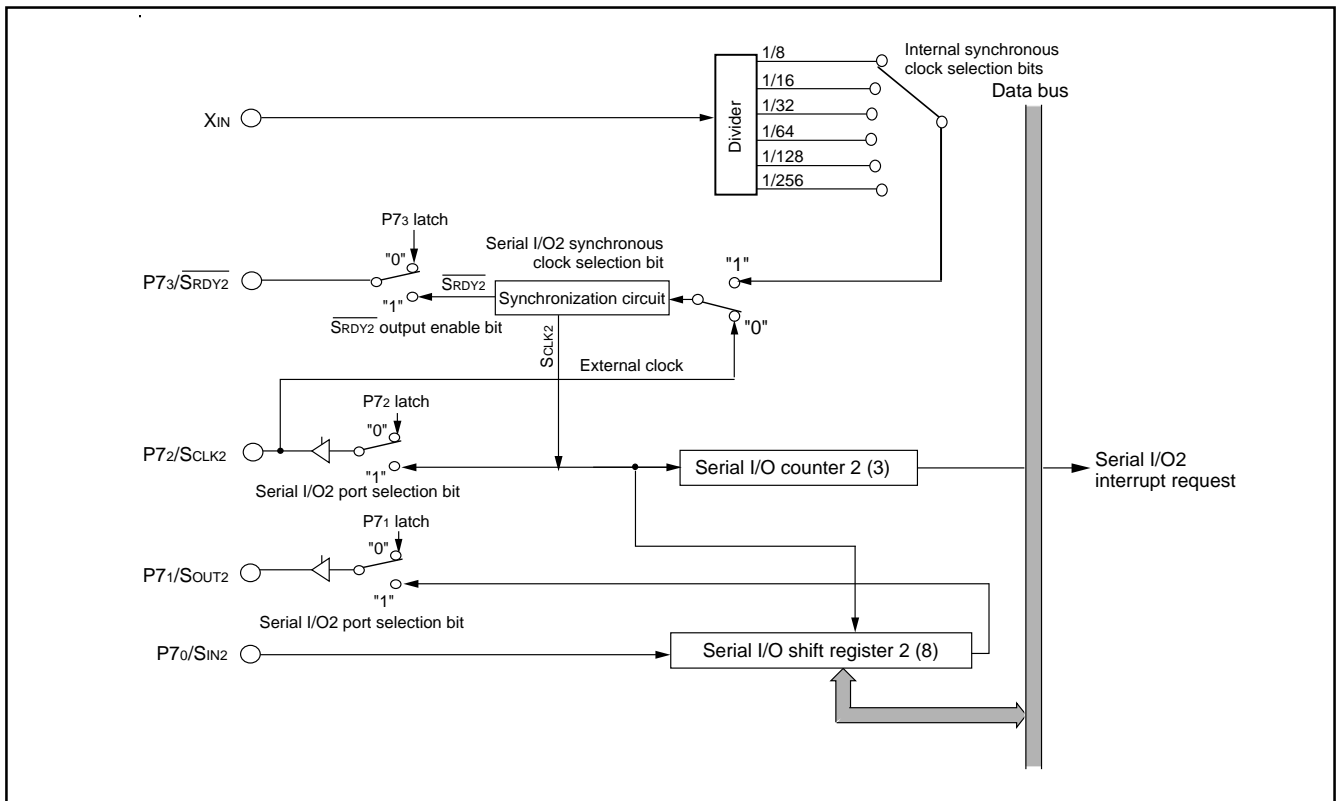 1/8
1/16
1/32
1/64
1/128
1/256
Divider
Internal synchronous
clock selection bits
Data bus
XIN
P73 latch
"0"
"1"
P73/SRDY2
SRDY2
SRDY2 output enable bit
Serial I/O2 synchronous
clock selection bit
Synchronization circuit
"1"
"0"
SCLK2
External clock
P72 latch
"0"
P72/SCLK2
"1"
Serial I/O2 port selection bit
Serial I/O counter 2 (3)
Serial I/O2
interrupt request
P71 latch
"0"
P71/SOUT2
"1"
Serial I/O2 port selection bit
P70/SIN2
Serial I/O shift register 2 (8)